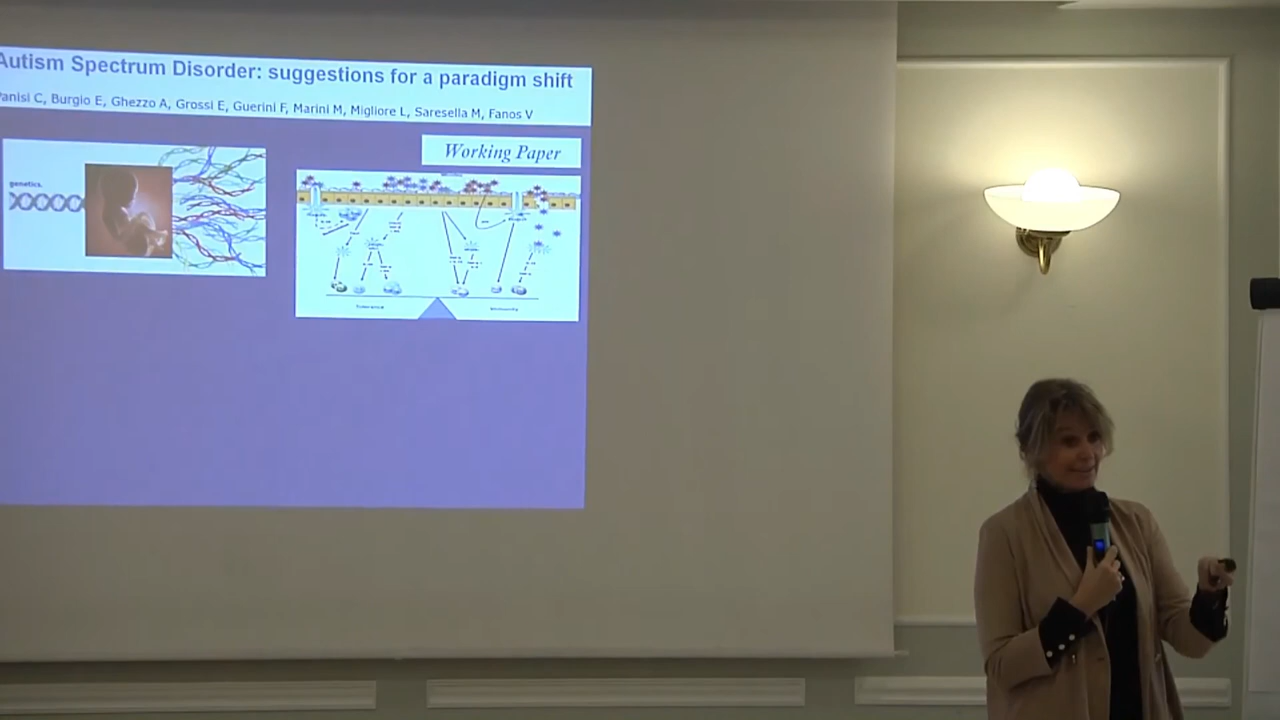 Autism Spectrum Disorder: suggestions for a paradigm shift
Panisi C, Burgio E, Ghezzo A, Grossi E, Guerini F, Marini M, Migliore L, Saresella M, Fanos V
Working Paper
genetics.